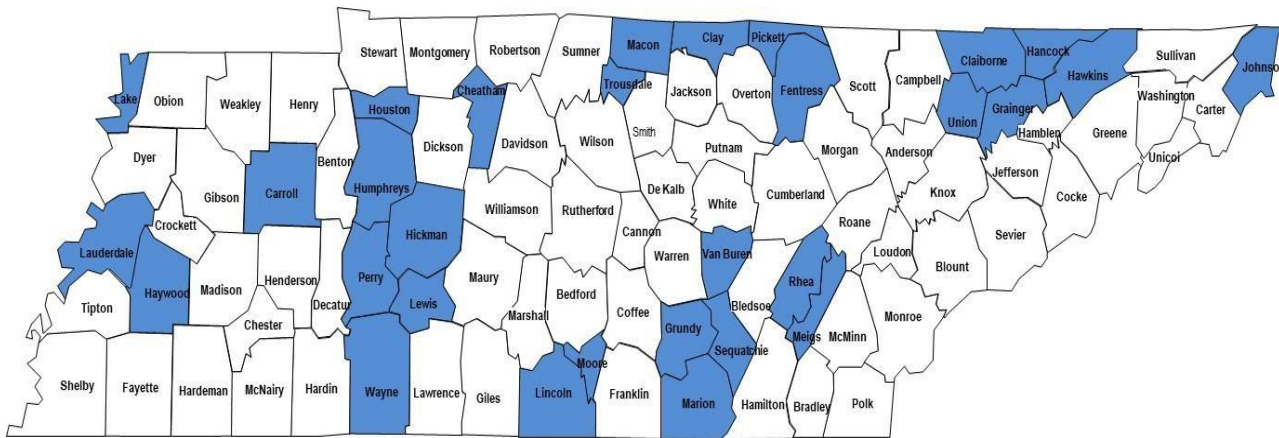 Stewart
Montgomery
Robertson
Sumner
Macon
Clay
Pickett
Scott
Campbell
Claiborne
Hancock
Hawkins
Sullivan
Johnson
Lake
Obion
Weakley
Henry
Houston
Cheatham
Trousdale
Jackson
Overton
Fentress
Union
Grainger
Hamblen
Greene
Washington
Carter
Unicoi
Dyer
Gibson
Carroll
Benton
Humphreys
Dickson
Davidson
Wilson
Smith
Putnam
Morgan
Anderson
Knox
Jefferson
Cocke
Crockett
Lauderdale
Haywood
Madison
Henderson
Decatur
Perry
Hickman
Lewis
Williamson
Maury
Rutherford
Cannon
De Kalb
White
Warren
Van Buren
Cumberland
Bledsoe
Rhea
Roane
Loudon
Blount
Sevier
Tipton
Chester
Marshall
Bedford
Coffee
Grundy
Sequatchie
Meigs
McMinn
Monroe
Shelby
Fayette
Hardeman
McNairy
Hardin
Wayne
Lawrence
Giles
Lincoln
Moore
Franklin
Marion
Hamilton
Bradley
Polk